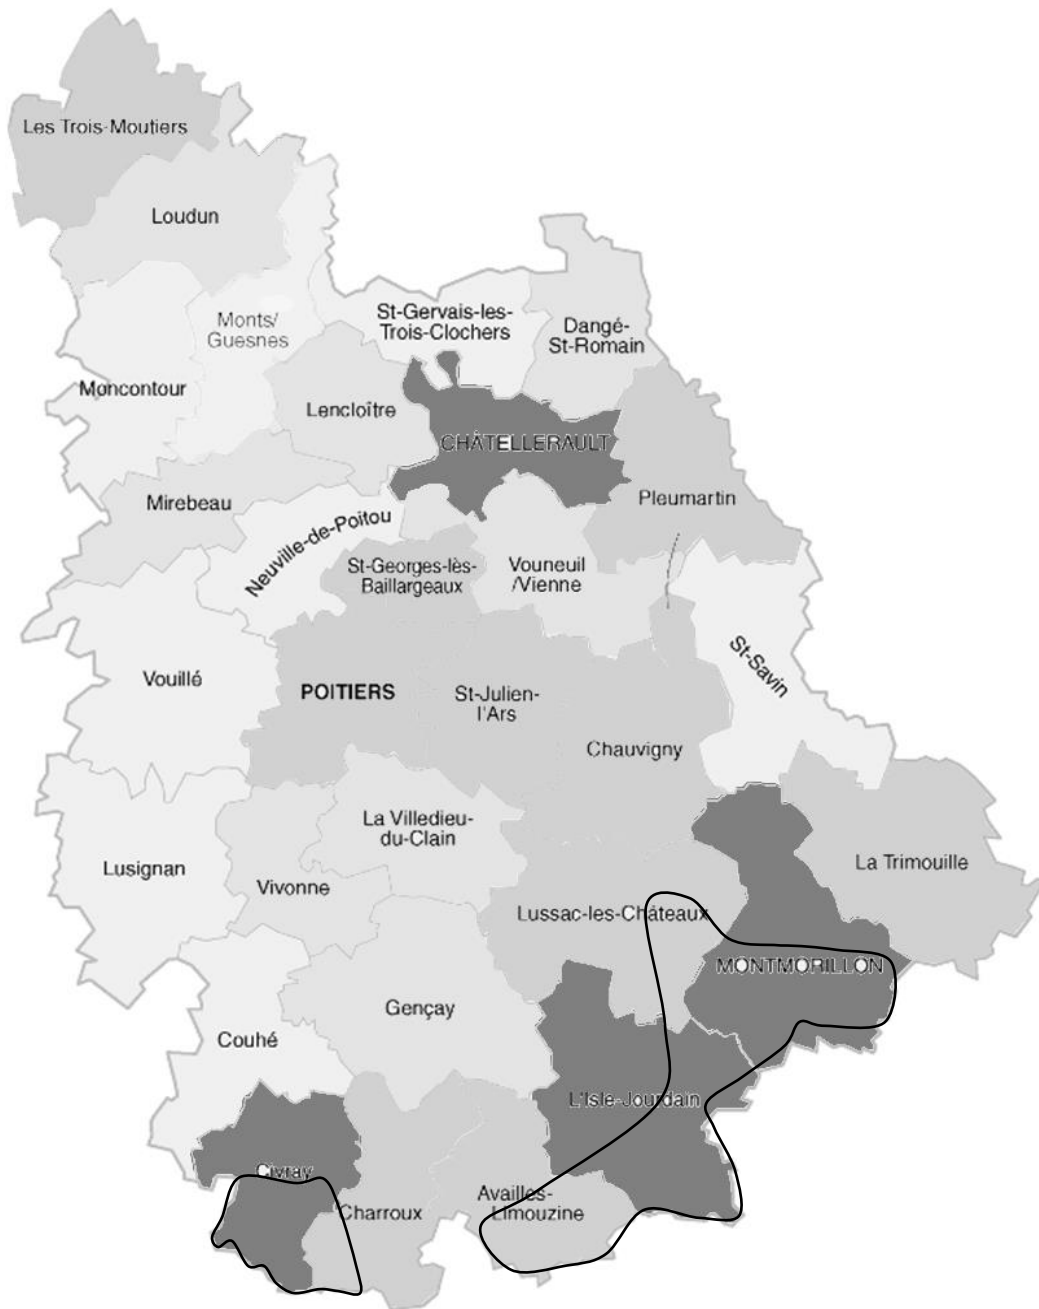 Les Trois-Moutiers
Loudun
St-Gervais-les-
Trois-Clochers
Monts/
Guesnes
Dangé-
St-Romain
Moncontour
Lencloître
CHÂTELLERAULT
Mirebeau
Pleumartin
Neuville-de-Poitou
St-Georges-lès-
Baillargeaux
Vouneuil
/Vienne
Vouillé
POITIERS
St-Julien-
l'Ars
St-Savin
Chauvigny
La Villedieu-
du-Clain
Lusignan
Vivonne
La Trimouille
Lussac-les-Châteaux
MONTMORILLON
Gençay
Couhé
L'Isle-Jourdain
Civray
Charroux
Availles-
Limouzine